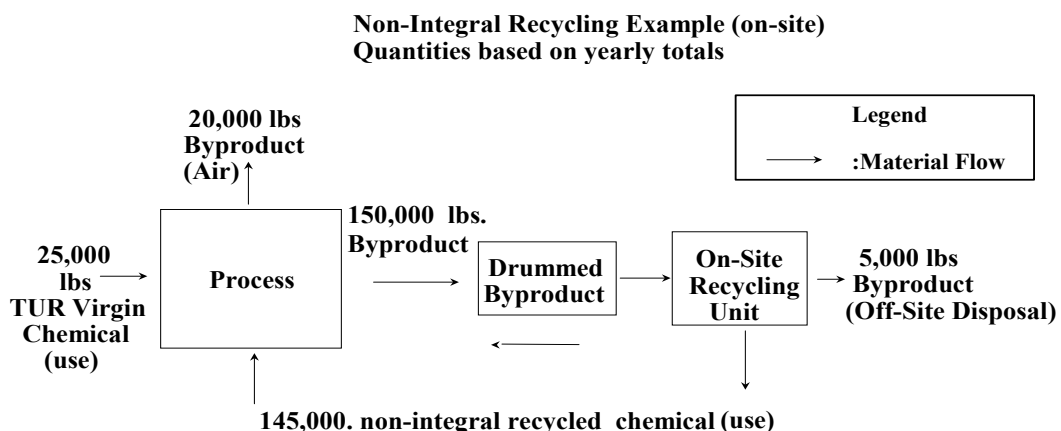 Non-Integral Recycling Example (on-site)
Quantities based on yearly totals
20,000 lbs
Byproduct
(Air)
Legend
:Material Flow
150,000 lbs.
Byproduct
25,000
lbs
TUR Virgin
Chemical
(use)
Process
Drummed
Byproduct
On-Site
Recycling
Unit
5,000 lbs
Byproduct
(Off-Site Disposal)
145,000. non-integral recycled chemical (use)